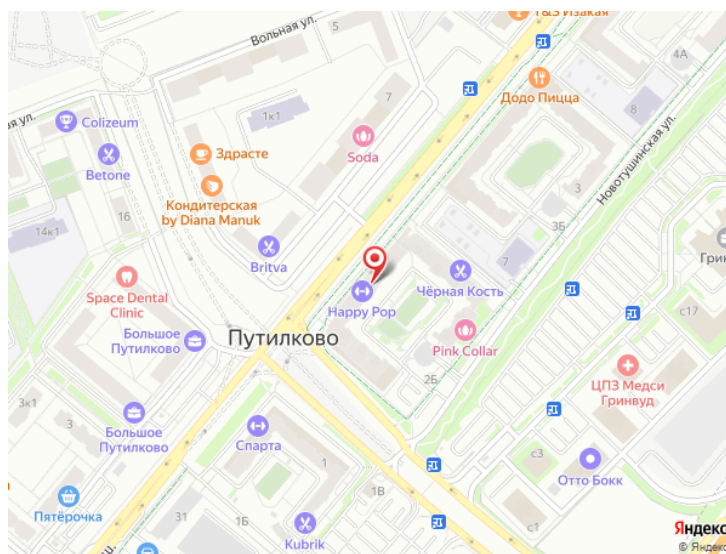 T&S Изакая
Вольная ул.
5
4А
Додо Пицца
7
1к1
8
Colizeum
Здрасте
Soda
Новотушинская ул.
Betone
Кондитерская
by Diana Manuk
3
16
3Б
14к1
Britva
7
Чёрная Кость
Space Dental
Clinic
Happy Pop
с17
Большое
Путилково
Путилково
Pink Collar
2Б
ЦПЗ Медси
Гринвуд
3к1
Большое
Путилково
Спарта
с3
Отто Бокк
1
1В
Пятёрочка
31
1Б
Kubrik
с1